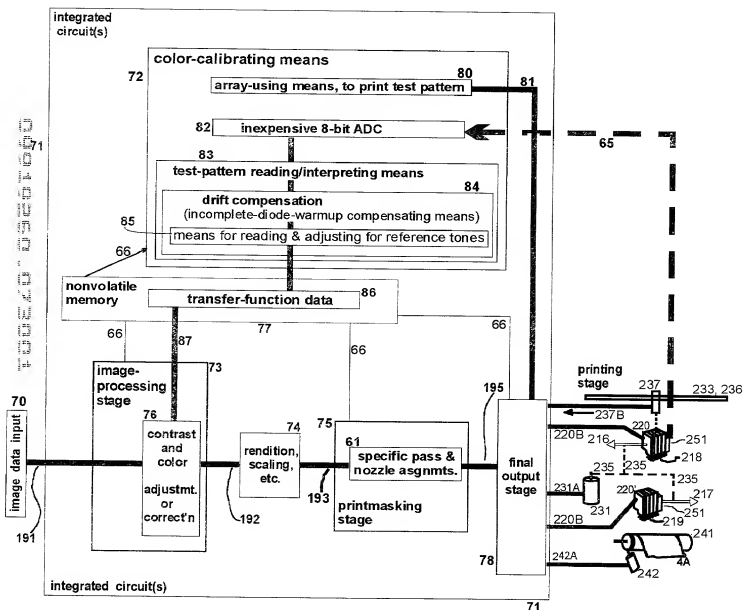 integrated
circuit(s)
color-calibrating means
72
80
array-using means, to print test pattern
81
82
inexpensive 8-bit ADC
65
71
83
test-pattern reading/interpreting means
84
drift compensation
(incomplete-diode-warmup compensating means)
85
means for reading & adjusting for reference tones
66
nonvolatile
memory
transfer-function data
86
77
66
87
66
66
73
image-
processing
stage
printing
stage
237
233, 236
70
image data input
76
contrast
and
color
adjustmt.
or
correct'n
74
rendition,
scaling,
etc.
75
61
specific pass &
nozzle asgnmts.
printmasking
stage
195
final
output
stage
237B
220
220B
216
251
218
235
235
235
231A
231
220'
217
251
220B
219
241
242A
4A
242
191
192
193
78
integrated circuit(s)
71